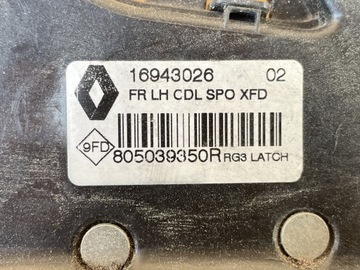 16943026 02
FR LH CDL SPO XFD
9FD
805039350R RG3 LATCH